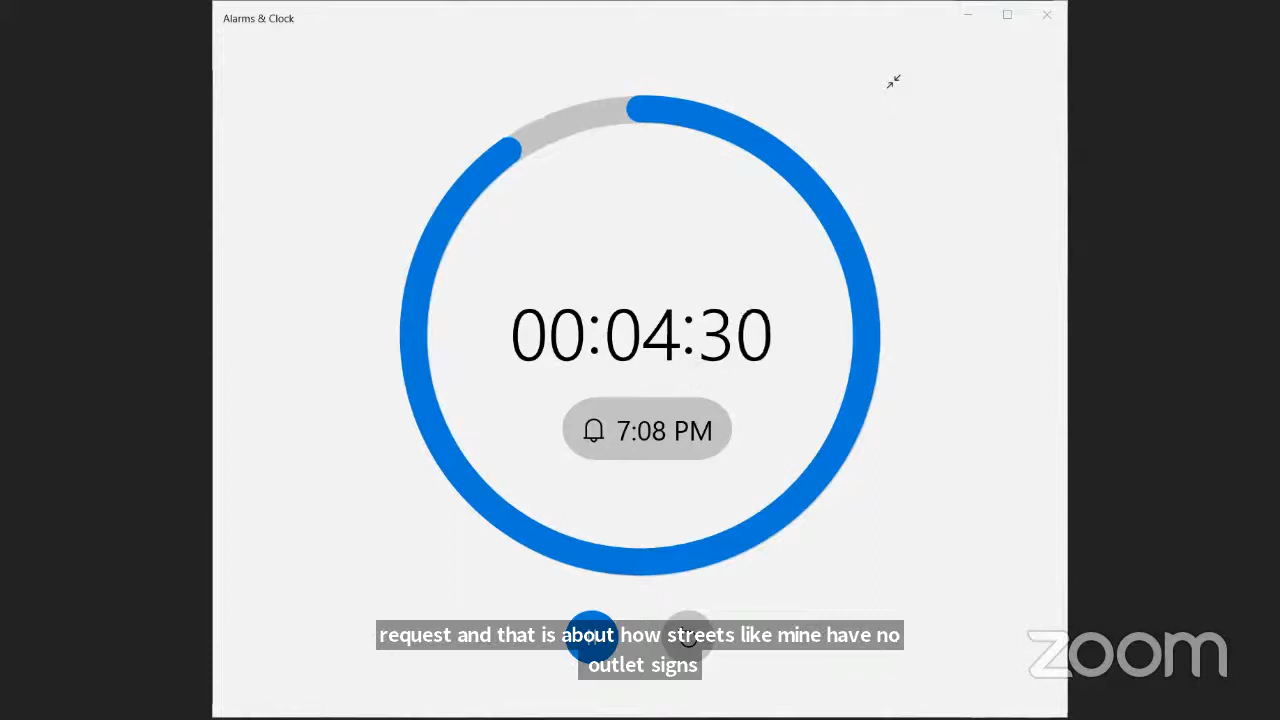 Alarms & Clock
00:04:30
7:08 PM
request and that is about how streets like mine have no
outlet signs
zoom